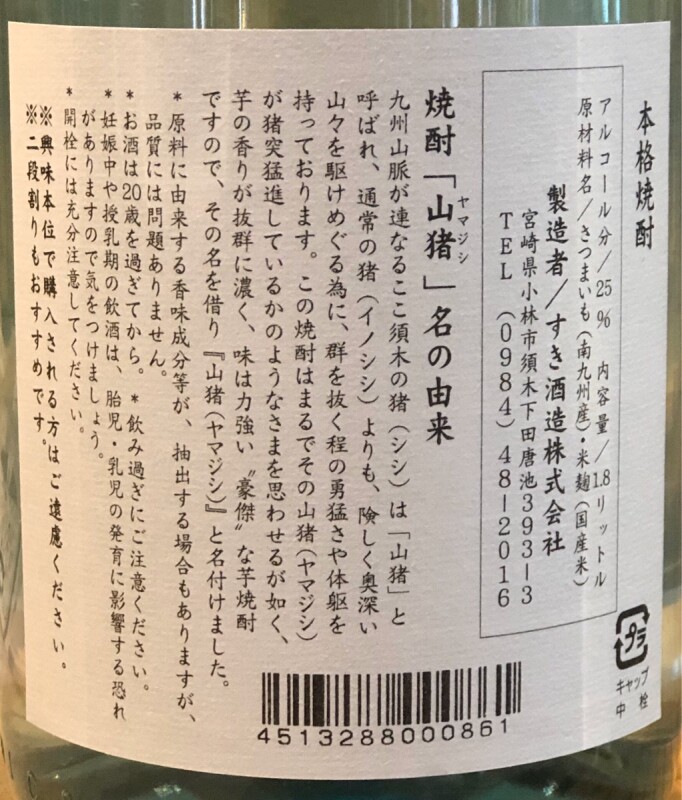 本格焼酎
アルコール分/25% 内容量/1.8リットル
原材料名/さつまいも(南九州産)・米麹(国産米)
製造者/すき酒造株式会社
宮崎県小林市須木下田唐池393-3
TEL (0984) 48-2016
焼酎「山猪」名の由来
ヤマジシ
九州山脈が連なるここ須木の猪(シシ)は「山猪」と
呼ばれ、通常の猪(イノシシ)よりも、険しく奥深い
山々を駆けめぐる為に、群を抜く程の勇猛さや体躯を
持っております。この焼酎はまるでその山猪(ヤマジシ)
が猪突猛進しているかのようなさまを思わせるが如く、
芋の香りが抜群に濃く、味は力強い〝豪傑〟な芋焼酎
ですので、その名を借り『山猪(ヤマジシ)』と名付けました。
*原料に由来する香味成分等が、抽出する場合もありますが、
品質には問題ありません。
*お酒は20歳を過ぎてから。 *飲み過ぎにご注意ください。
*妊娠中や授乳期の飲酒は、胎児・乳児の発育に影響する恐れ
がありますので気をつけましょう。
*開栓には充分注意してください。
※興味本位で購入される方はご遠慮ください。
※二段割りもおすすめです。
プラ
キャップ
中栓
4513288000861